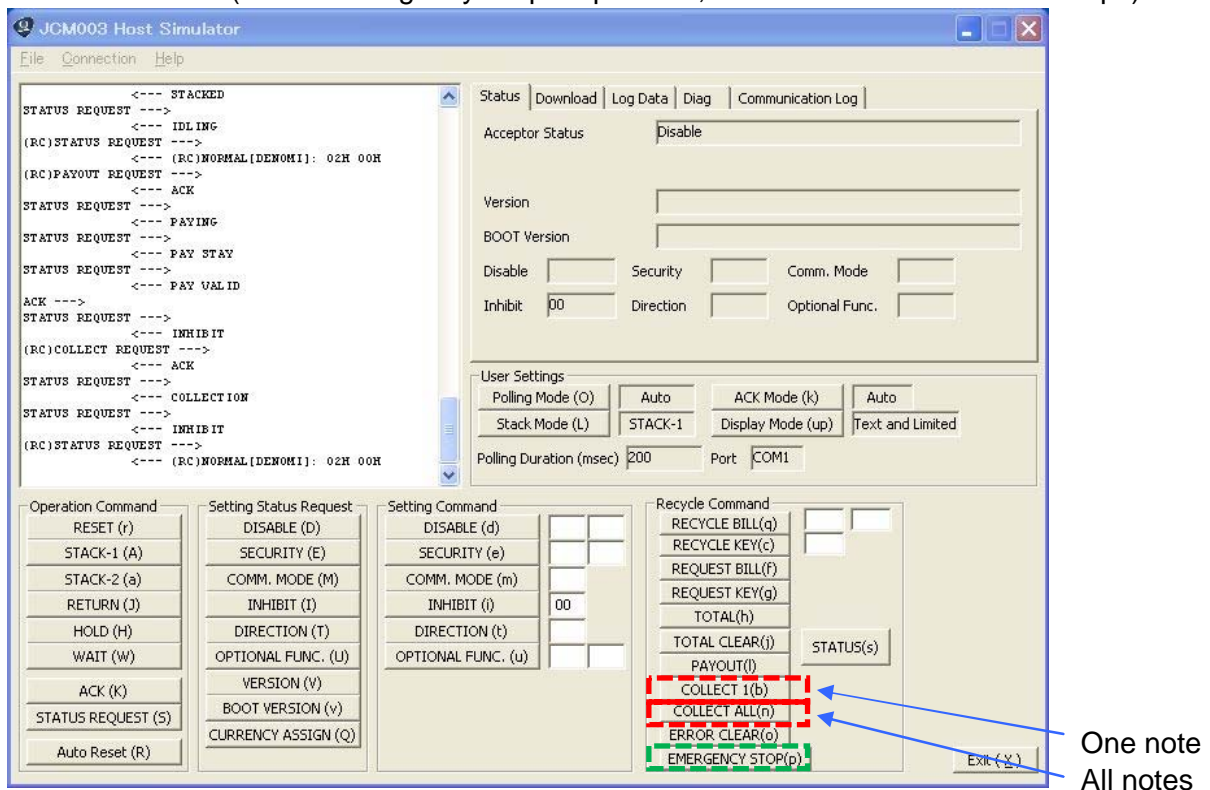 JCM003 Host Simulator
File Connection Help
<--- STACKED
STATUS REQUEST --->
<--- IDLING
(RC)STATUS REQUEST --->
<--- (RC)NORMAL[DENOMI]: 02H 00H
(RC)PAYOUT REQUEST --->
<--- ACK
STATUS REQUEST --->
<--- PAYING
STATUS REQUEST --->
<--- PAY STAY
STATUS REQUEST --->
<--- PAY VALID
ACK --->
STATUS REQUEST --->
<--- INHIBIT
(RC)COLLECT REQUEST --->
<--- ACK
STATUS REQUEST --->
<--- COLLECTION
STATUS REQUEST --->
<--- INHIBIT
(RC)STATUS REQUEST --->
<--- (RC)NORMAL[DENOMI]: 02H 00H
Status Download Log Data Diag Communication Log
Acceptor Status Disable
Version
BOOT Version
Disable Security Comm. Mode
Inhibit 00 Direction Optional Func.
User Settings
Polling Mode (O) Auto ACK Mode (k) Auto
Stack Mode (L) STACK-1 Display Mode (up) Text and Limited
Polling Duration (msec) 200 Port COM1
Operation Command
RESET (r)
STACK-1 (A)
STACK-2 (a)
RETURN (J)
HOLD (H)
WAIT (W)
ACK (K)
STATUS REQUEST (S)
Auto Reset (R)
Setting Status Request
DISABLE (D)
SECURITY (E)
COMM. MODE (M)
INHIBIT (I)
DIRECTION (T)
OPTIONAL FUNC. (U)
VERSION (V)
BOOT VERSION (v)
CURRENCY ASSIGN (Q)
Setting Command
DISABLE (d)
SECURITY (e)
COMM. MODE (m)
INHIBIT (i) 00
DIRECTION (t)
OPTIONAL FUNC. (u)
Recycle Command
RECYCLE BILL(q)
RECYCLE KEY(c)
REQUEST BILL(f)
REQUEST KEY(g)
TOTAL(h)
TOTAL CLEAR(j)
STATUS(s)
PAYOUT(l)
COLLECT 1(b)
COLLECT ALL(n)
ERROR CLEAR(o)
EMERGENCY STOP(p)
Exit ( X )
One note
All notes